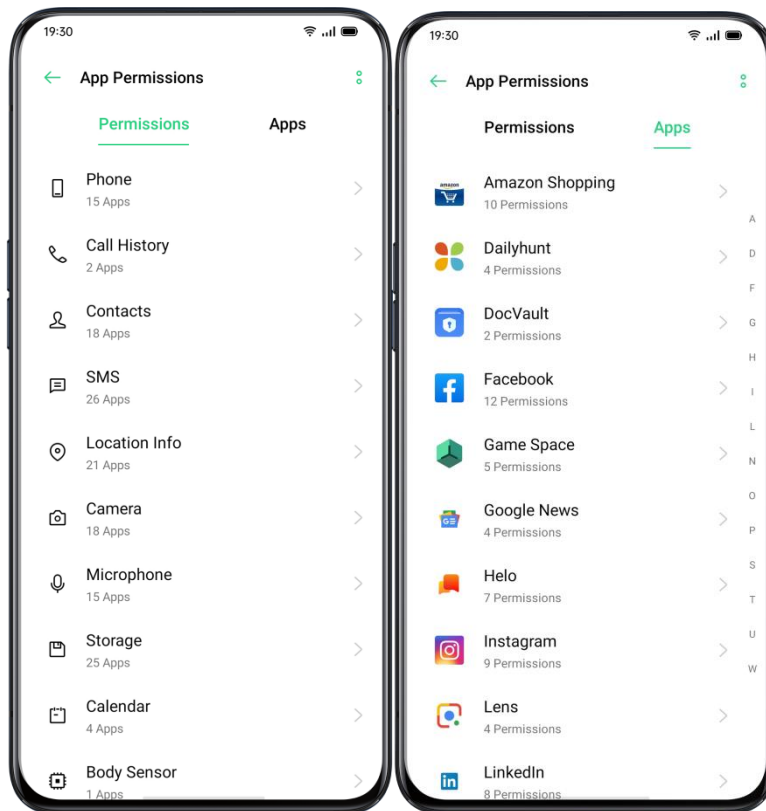 19:30
App Permissions
Permissions Apps
Phone
15 Apps
Call History
2 Apps
Contacts
18 Apps
SMS
26 Apps
Location Info
21 Apps
Camera
18 Apps
Microphone
15 Apps
Storage
25 Apps
Calendar
4 Apps
Body Sensor
1 Apps
19:30
App Permissions
Permissions Apps
amazon
Amazon Shopping
10 Permissions
Dailyhunt
4 Permissions
DocVault
2 Permissions
Facebook
12 Permissions
Game Space
5 Permissions
Google News
4 Permissions
Helo
7 Permissions
Instagram
9 Permissions
Lens
4 Permissions
in
LinkedIn
8 Permissions
A
D
F
G
H
I
L
N
O
P
S
T
U
W